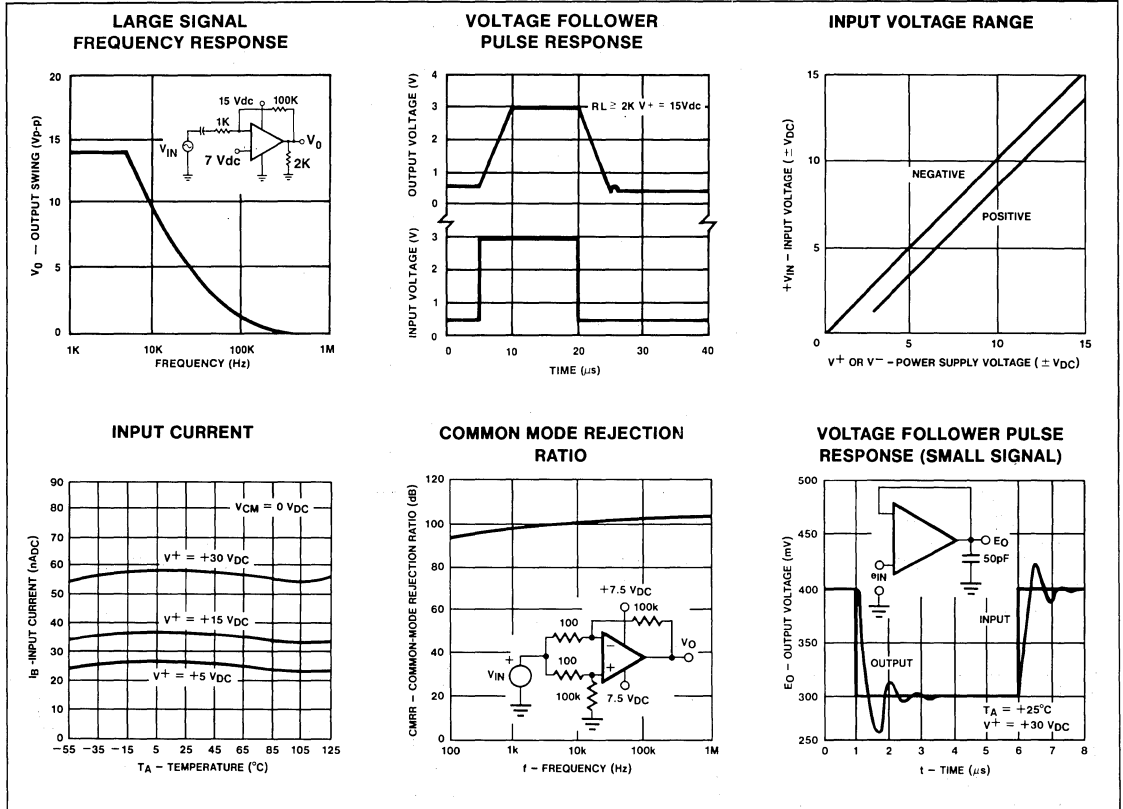 LARGE SIGNAL
FREQUENCY RESPONSE
20
15
10
5
0
1K
10K
100K
1M
V0 — OUTPUT SWING (Vp-p)
FREQUENCY (Hz)
15 Vdc
100K
1K
VIN
7 Vdc
V0
2K
VOLTAGE FOLLOWER
PULSE RESPONSE
4
3
2
1
0
3
2
1
0
0
10
20
30
40
OUTPUT VOLTAGE (V)
INPUT VOLTAGE (V)
RL ≥ 2K V+ = 15Vdc
TIME (μs)
INPUT VOLTAGE RANGE
15
10
5
0
5
10
15
+VIN – INPUT VOLTAGE (± VDC)
NEGATIVE
POSITIVE
V+ OR V− – POWER SUPPLY VOLTAGE (± VDC)
INPUT CURRENT
90
80
70
60
50
40
30
20
10
0
−55 −35 −15 5 25 45 65 85 105 125
IB -INPUT CURRENT (nADC)
VCM = 0 VDC
V+ = +30 VDC
V+ = +15 VDC
V+ = +5 VDC
TA – TEMPERATURE (°C)
COMMON MODE REJECTION
RATIO
120
100
80
60
40
20
0
100
1k
10k
100k
1M
CMRR – COMMON-MODE REJECTION RATIO (dB)
+7.5 VDC
100k
100
VO
100
+
VIN
−
+
100k
7.5 VDC
f – FREQUENCY (Hz)
VOLTAGE FOLLOWER PULSE
RESPONSE (SMALL SIGNAL)
500
450
400
350
300
250
0 1 2 3 4 5 6 7 8
EO – OUTPUT VOLTAGE (mV)
EO
50pF
eIN
INPUT
OUTPUT
TA = +25°C
V+ = +30 VDC
t – TIME (μs)